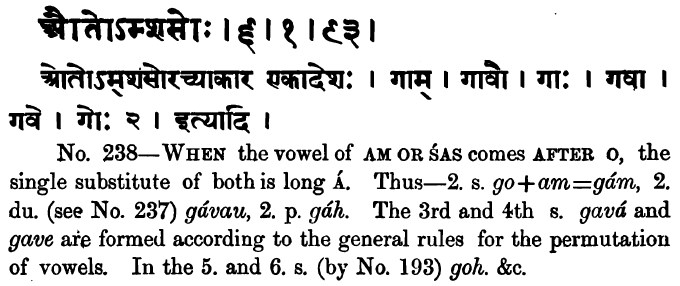 औतोऽम्शसोः । ६ । १ । ९३ ।
ओतोऽम्शसोरच्याकार एकादेशः । गाम् । गावौ । गाः । गवा ।
गवे । गोः २ । इत्यादि ।
No. 238—WHEN the vowel of AM OR ŚAS comes AFTER O, the
single substitute of both is long Á. Thus—2. s. go+am=gám, 2.
du. (see No. 237) gávau, 2. p. gáh. The 3rd and 4th s. gavá and
gave are formed according to the general rules for the permutation
of vowels. In the 5. and 6. s. (by No. 193) goh. &c.